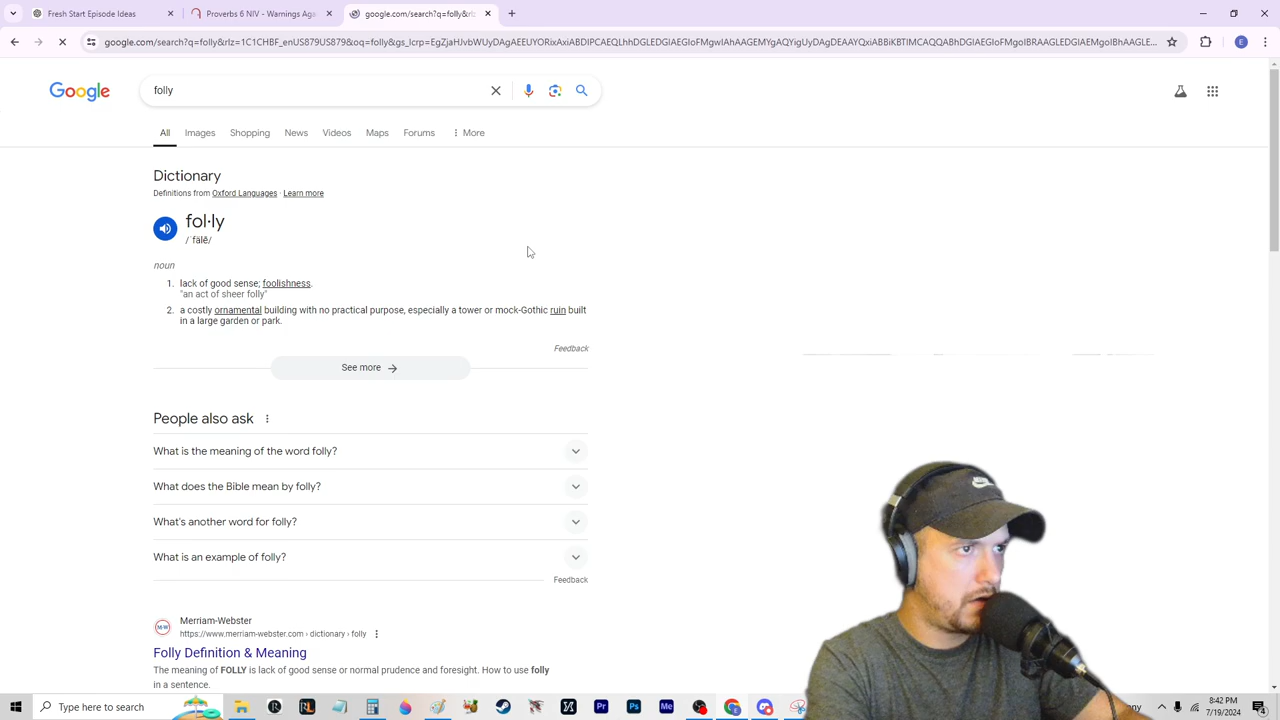 Fresh Start Episode Ideas
Proverbs 6 NIV - Warnings Aga
google.com/search?q=folly&rlz
google.com/search?q=folly&rlz=1C1CHBF_enUS879US879&oq=folly&gs_lcrp=
E
Google
folly
All
Images
Shopping
News
Videos
Maps
Forums
More
Dictionary
Definitions from Oxford Languages · Learn more
fol·ly
/ˈfälē/
noun
1. lack of good sense; foolishness.
"an act of sheer folly"
2. a costly ornamental building with no practical purpose, especially a tower or mock-Gothic ruin built
in a large garden or park.
Feedback
See more
People also ask
What is the meaning of the word folly?
What does the Bible mean by folly?
What's another word for folly?
What is an example of folly?
Feedback
Merriam-Webster
https://www.merriam-webster.com › dictionary › folly
Folly Definition & Meaning
The meaning of FOLLY is lack of good sense or normal prudence and foresight. How to use folly
in a sentence.
Type here to search
Pr
Ps
Me
ny
8:42 PM
7/19/2024